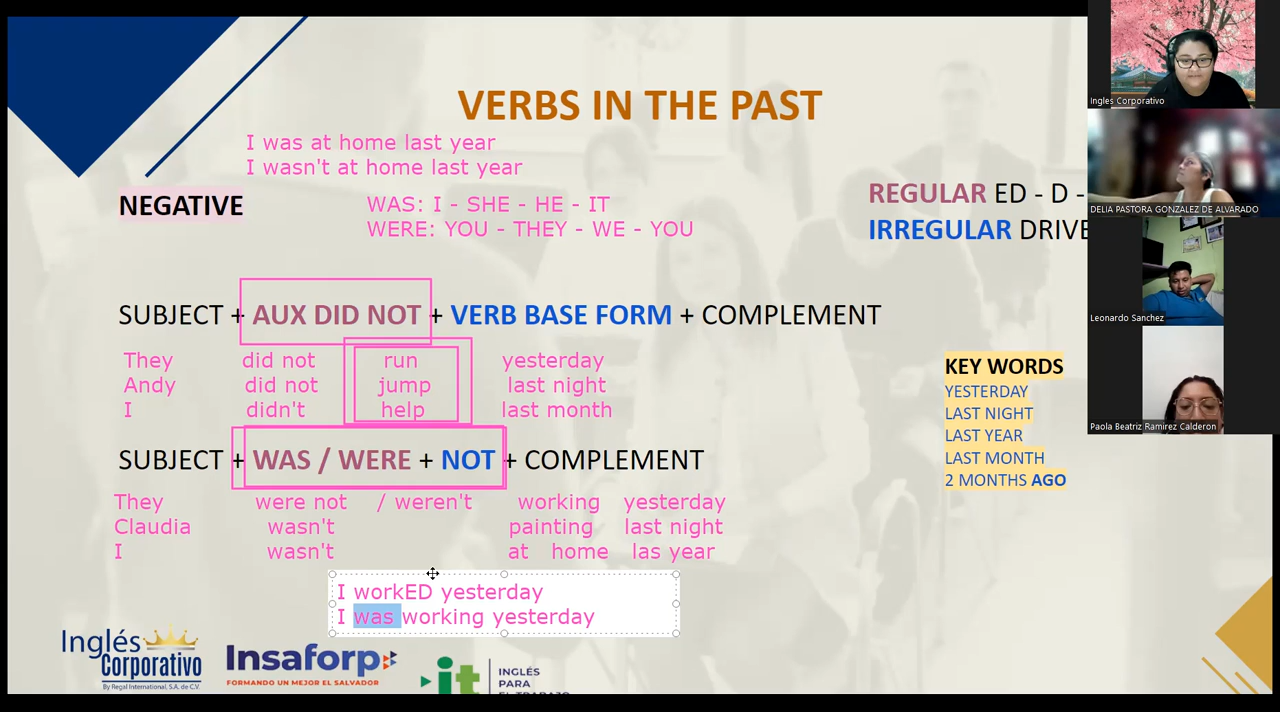 VERBS IN THE PAST
I was at home last year
I wasn't at home last year
NEGATIVE
WAS: I - SHE - HE - IT
WERE: YOU - THEY - WE - YOU
REGULAR ED - D -
IRREGULAR DRIVE
SUBJECT + AUX DID NOT + VERB BASE FORM + COMPLEMENT
They did not run yesterday
Andy did not jump last night
I didn't help last month
SUBJECT + WAS / WERE + NOT + COMPLEMENT
They were not / weren't working yesterday
Claudia wasn't painting last night
I wasn't at home las year
I workED yesterday
I was working yesterday
KEY WORDS
YESTERDAY
LAST NIGHT
LAST YEAR
LAST MONTH
2 MONTHS AGO
Inglés Corporativo
By Regal International, S.A. de C.V.
Insaforp
FORMANDO UN MEJOR EL SALVADOR
it
INGLÉS
PARA
EL TRABAJO
Ingles Corporativo
DELIA PASTORA GONZALEZ DE ALVARADO
Leonardo Sanchez
Paola Beatriz Ramirez Calderon